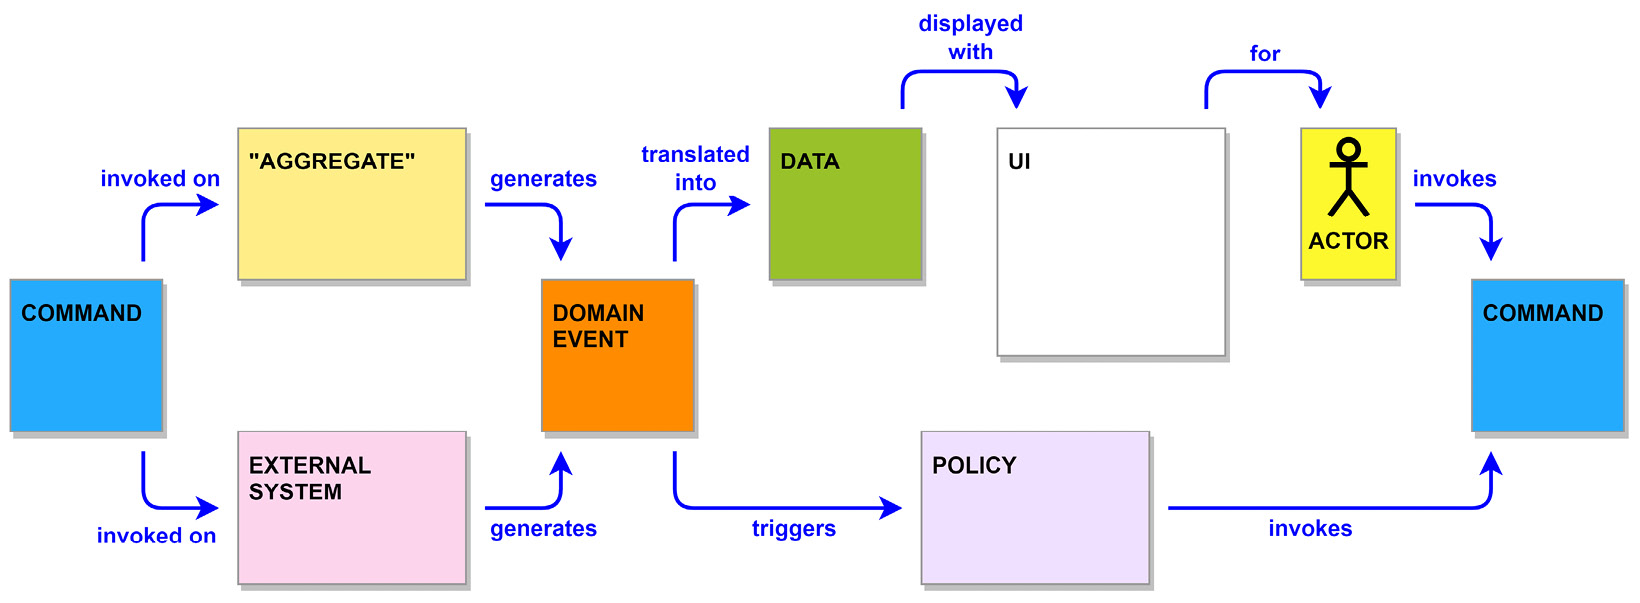 displayed
with
for
"AGGREGATE"
invoked on
generates
translated
into
DATA
UI
ACTOR
invokes
COMMAND
DOMAIN
EVENT
COMMAND
EXTERNAL
SYSTEM
POLICY
invoked on
generates
triggers
invokes